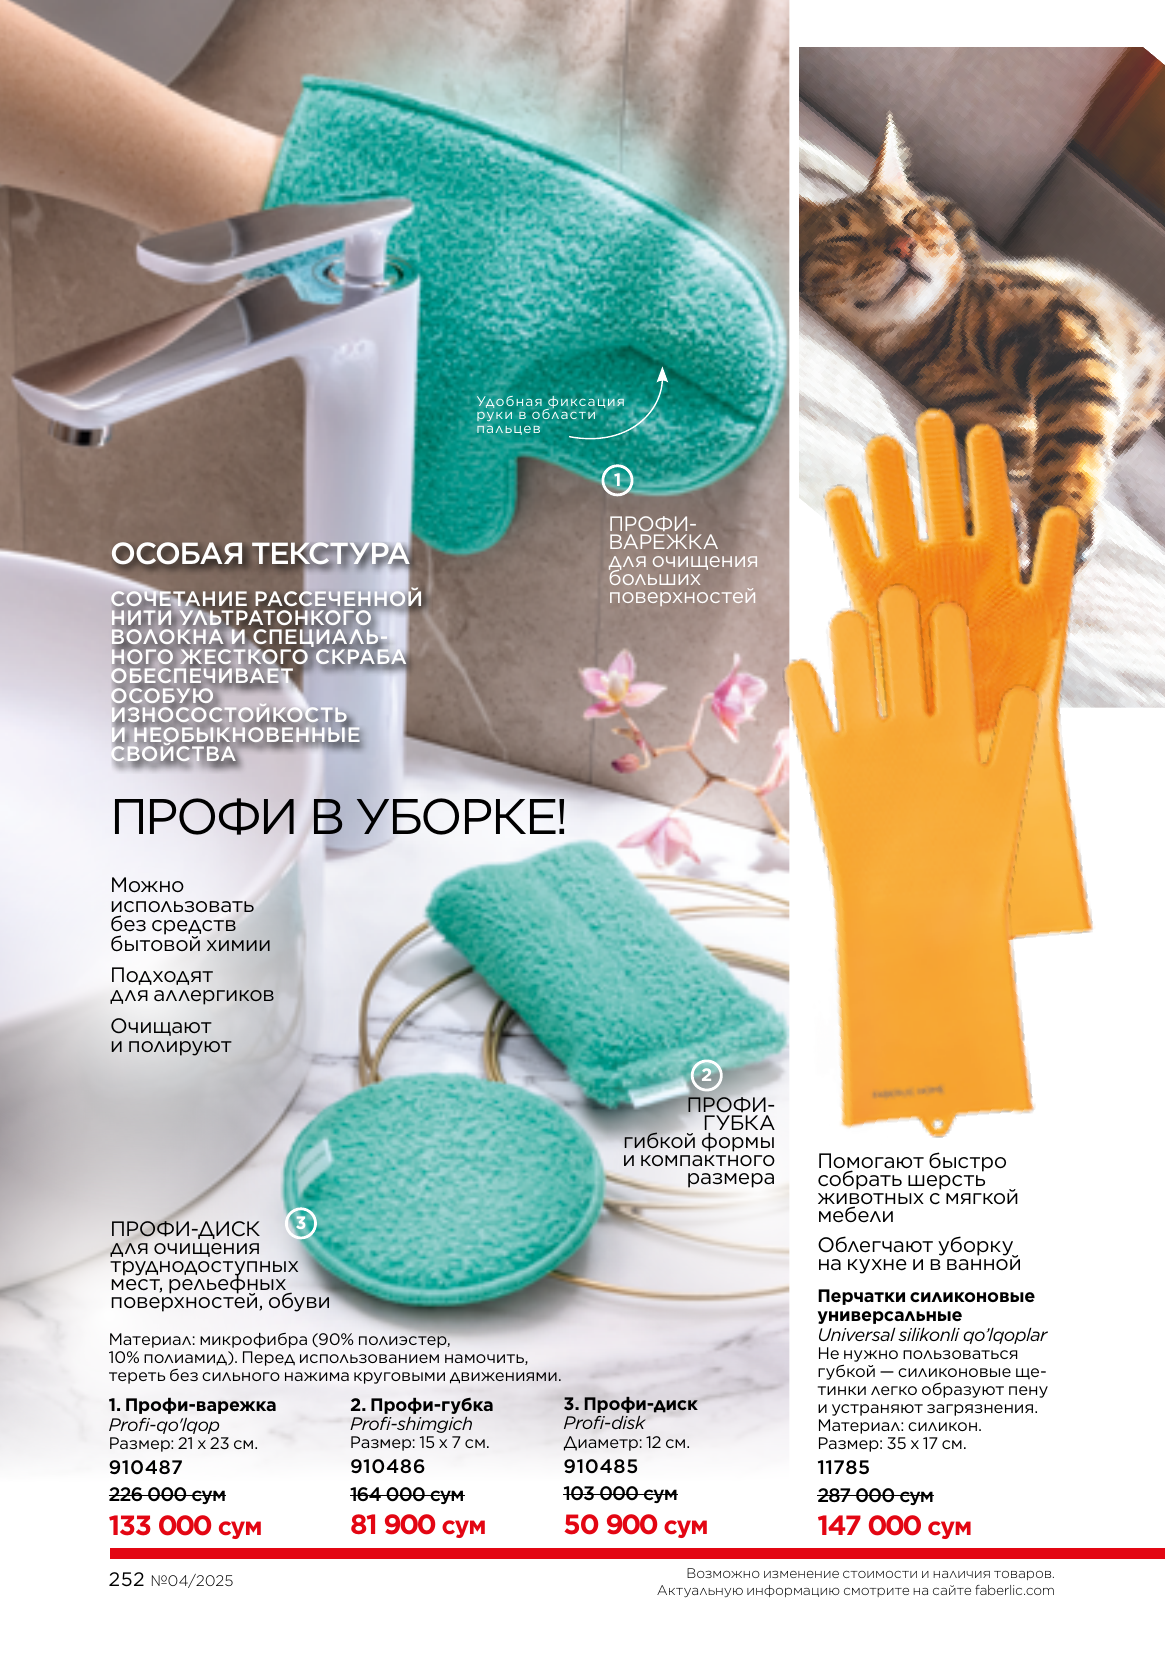 Удобная фиксация
руки в области
пальцев
1
ПРОФИ-
ВАРЕЖКА
для очищения
больших
поверхностей
ОСОБАЯ ТЕКСТУРА
СОЧЕТАНИЕ РАССЕЧЕННОЙ
НИТИ УЛЬТРАТОНКОГО
ВОЛОКНА И СПЕЦИАЛЬ-
НОГО ЖЕСТКОГО СКРАБА
ОБЕСПЕЧИВАЕТ
ОСОБУЮ
ИЗНОСОСТОЙКОСТЬ
И НЕОБЫКНОВЕННЫЕ
СВОЙСТВА
ПРОФИ В УБОРКЕ!
Можно
использовать
без средств
бытовой химии
Подходят
для аллергиков
Очищают
и полируют
2
ПРОФИ-
ГУБКА
гибкой формы
и компактного
размера
3
ПРОФИ-ДИСК
для очищения
труднодоступных
мест, рельефных
поверхностей, обуви
Материал: микрофибра (90% полиэстер,
10% полиамид). Перед использованием намочить,
тереть без сильного нажима круговыми движениями.
1. Профи-варежка
Profi-qo'lqop
Размер: 21 х 23 см.
910487
226 000 сум
133 000 сум
2. Профи-губка
Profi-shimgich
Размер: 15 х 7 см.
910486
164 000 сум
81 900 сум
3. Профи-диск
Profi-disk
Диаметр: 12 см.
910485
103 000 сум
50 900 сум
FABERLIC HOME
Помогают быстро
собрать шерсть
животных с мягкой
мебели
Облегчают уборку
на кухне и в ванной
Перчатки силиконовые
универсальные
Universal silikonli qo'lqoplar
Не нужно пользоваться
губкой — силиконовые ще-
тинки легко образуют пену
и устраняют загрязнения.
Материал: силикон.
Размер: 35 х 17 см.
11785
287 000 сум
147 000 сум
252 №04/2025
Возможно изменение стоимости и наличия товаров.
Актуальную информацию смотрите на сайте faberlic.com